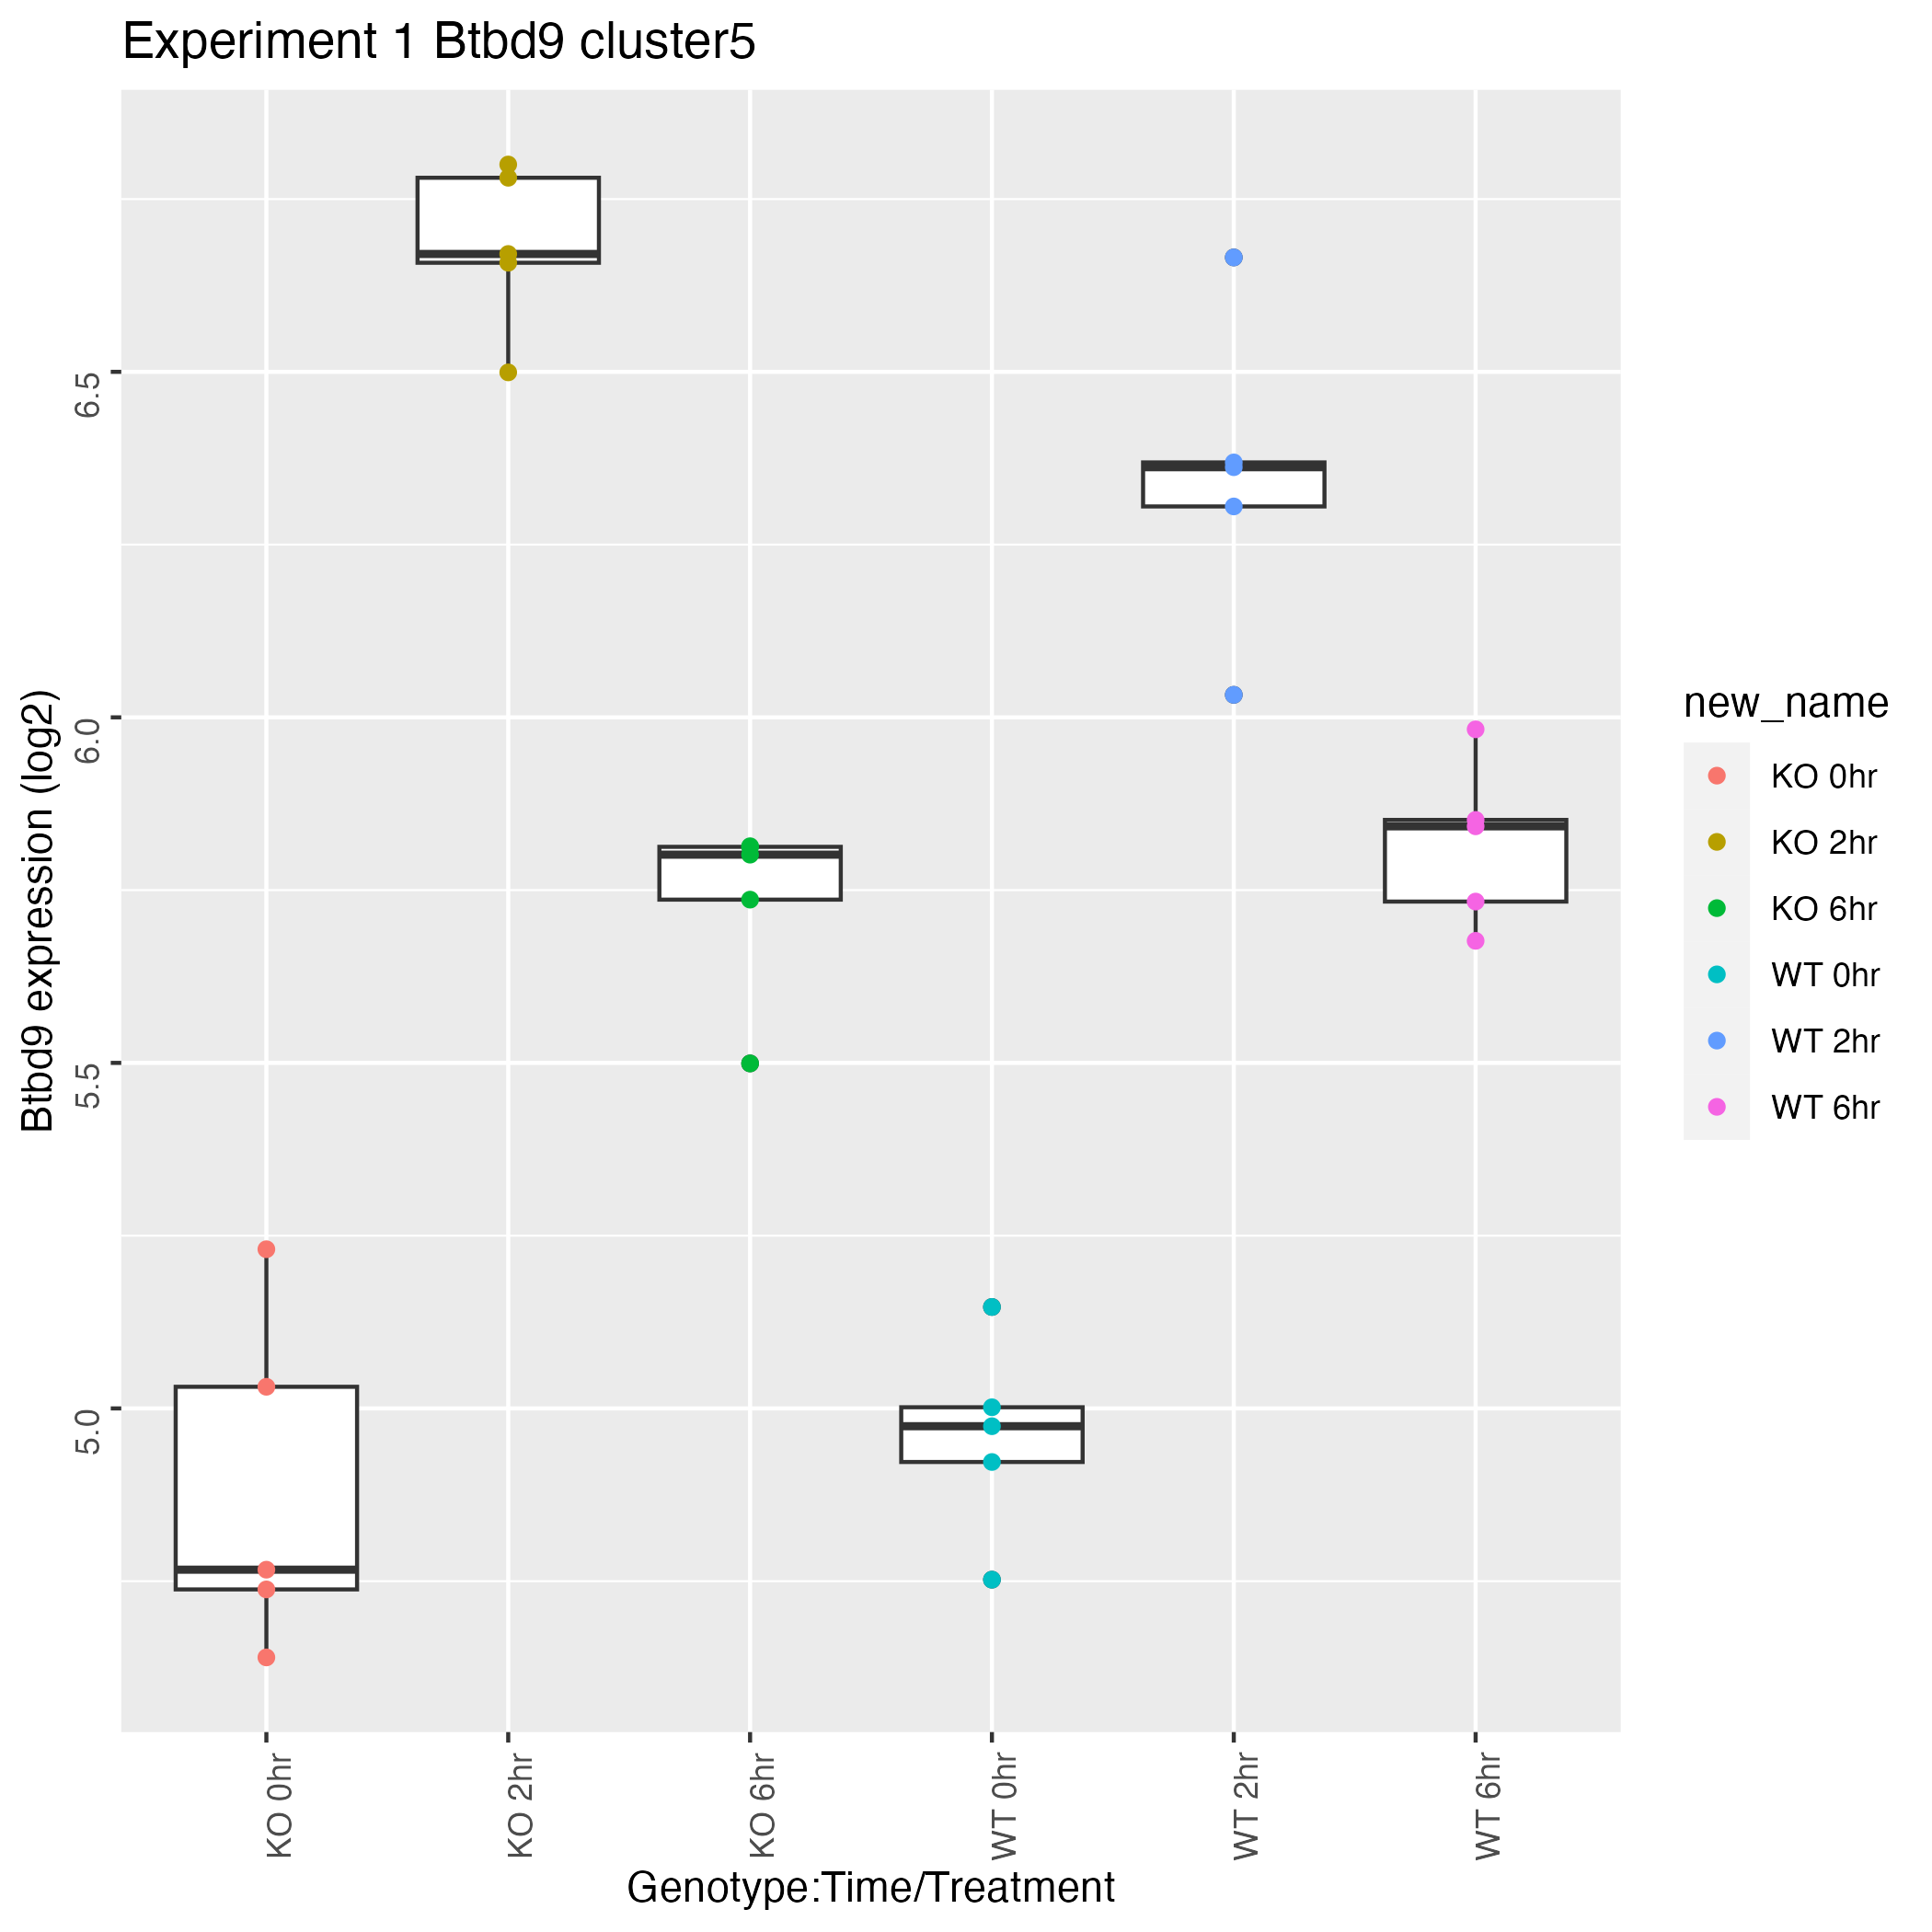 Experiment 1 Btbd9 cluster5
Btbd9 expression (log2)
6.5
6.0
5.5
5.0
KO 0hr
KO 2hr
KO 6hr
WT 0hr
WT 2hr
WT 6hr
Genotype:Time/Treatment
new_name
KO 0hr
KO 2hr
KO 6hr
WT 0hr
WT 2hr
WT 6hr